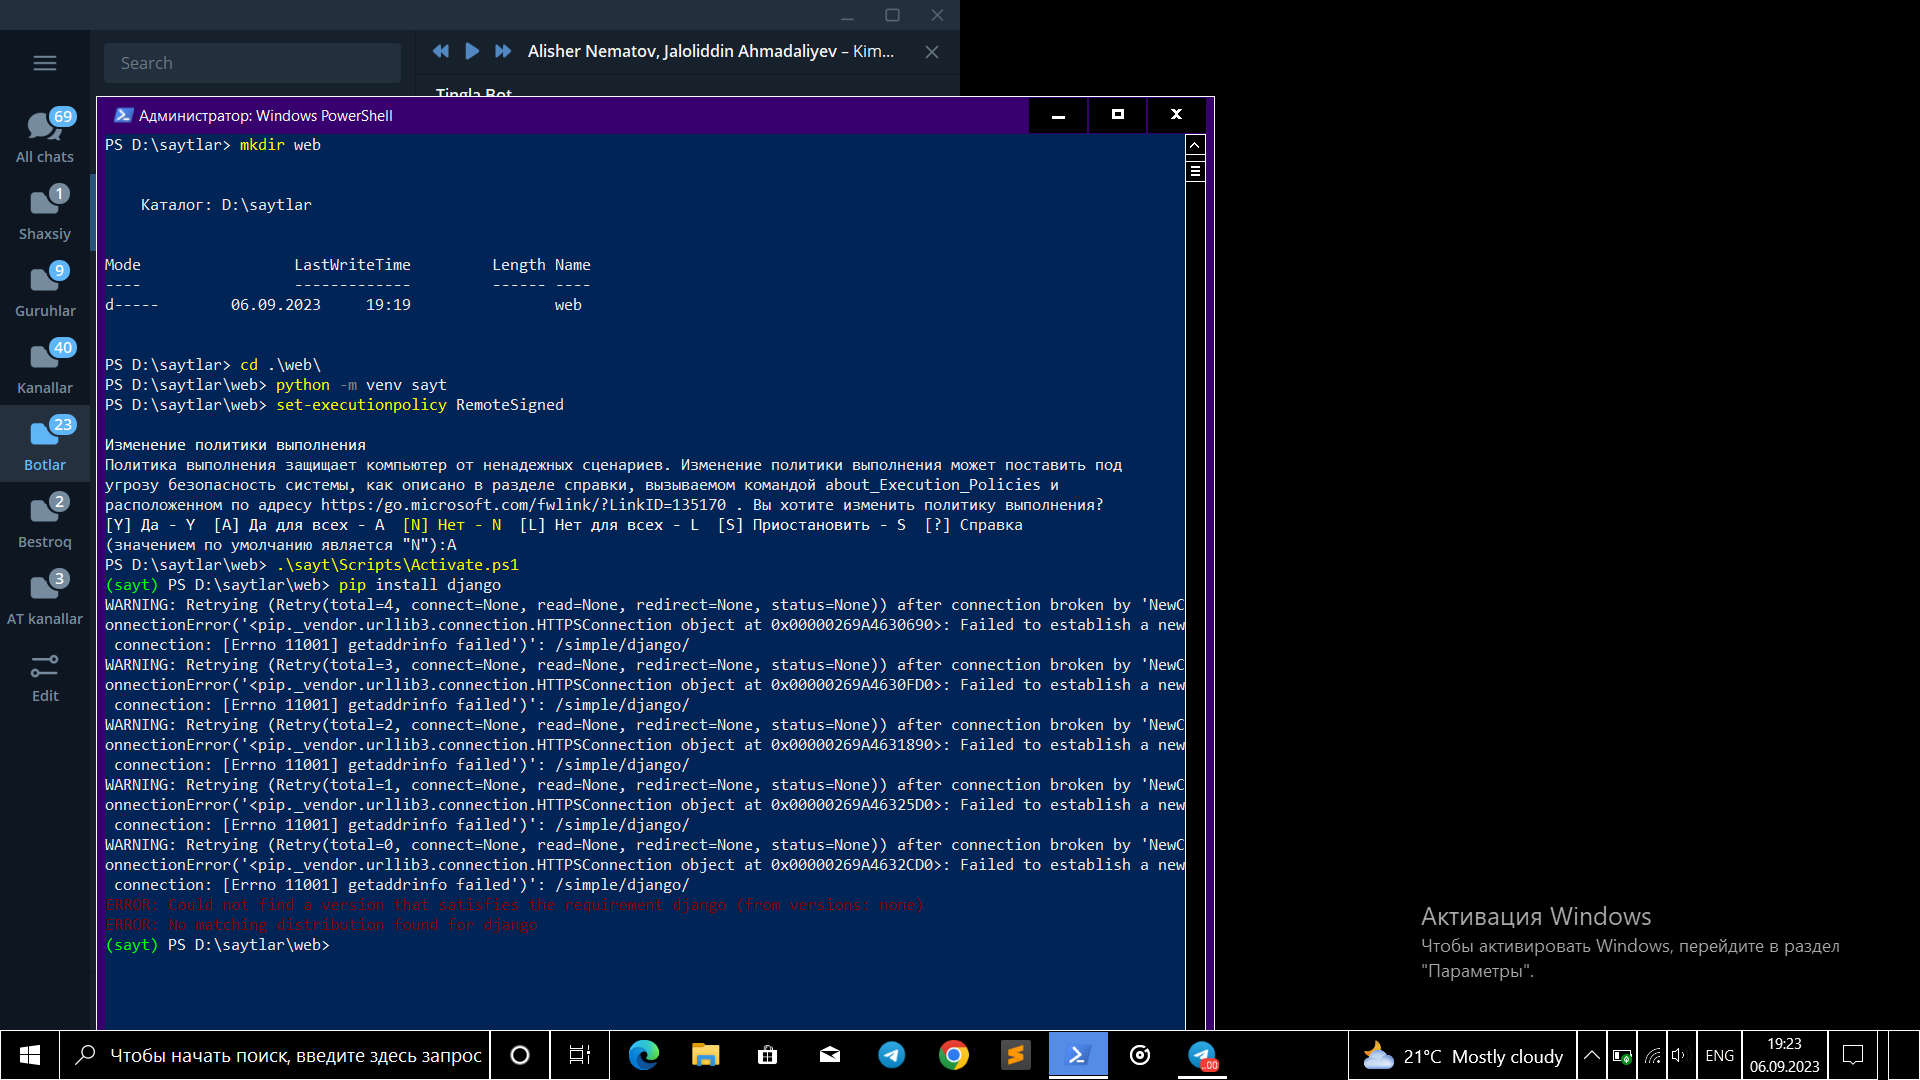 Search
Alisher Nematov, Jaloliddin Ahmadaliyev – Kim...
Tingla Bot
69
All chats
1
Shaxsiy
9
Guruhlar
40
Kanallar
23
Botlar
2
Bestroq
3
AT kanallar
Edit
Администратор: Windows PowerShell
PS D:\saytlar> mkdir web
Каталог: D:\saytlar
Mode                 LastWriteTime         Length Name
----                 -------------         ------ ----
d-----        06.09.2023     19:19                web
PS D:\saytlar> cd .\web\
PS D:\saytlar\web> python -m venv sayt
PS D:\saytlar\web> set-executionpolicy RemoteSigned
Изменение политики выполнения
Политика выполнения защищает компьютер от ненадежных сценариев. Изменение политики выполнения может поставить под
угрозу безопасность системы, как описано в разделе справки, вызываемом командой about_Execution_Policies и
расположенном по адресу https:/go.microsoft.com/fwlink/?LinkID=135170 . Вы хотите изменить политику выполнения?
[Y] Да - Y  [A] Да для всех - A  [N] Нет - N  [L] Нет для всех - L  [S] Приостановить - S  [?] Справка
(значением по умолчанию является "N"):A
PS D:\saytlar\web> .\sayt\Scripts\Activate.ps1
(sayt) PS D:\saytlar\web> pip install django
WARNING: Retrying (Retry(total=4, connect=None, read=None, redirect=None, status=None)) after connection broken by 'NewC
onnectionError('<pip._vendor.urllib3.connection.HTTPSConnection object at 0x00000269A4630690>: Failed to establish a new
connection: [Errno 11001] getaddrinfo failed')': /simple/django/
WARNING: Retrying (Retry(total=3, connect=None, read=None, redirect=None, status=None)) after connection broken by 'NewC
onnectionError('<pip._vendor.urllib3.connection.HTTPSConnection object at 0x00000269A4630FD0>: Failed to establish a new
connection: [Errno 11001] getaddrinfo failed')': /simple/django/
WARNING: Retrying (Retry(total=2, connect=None, read=None, redirect=None, status=None)) after connection broken by 'NewC
onnectionError('<pip._vendor.urllib3.connection.HTTPSConnection object at 0x00000269A4631890>: Failed to establish a new
connection: [Errno 11001] getaddrinfo failed')': /simple/django/
WARNING: Retrying (Retry(total=1, connect=None, read=None, redirect=None, status=None)) after connection broken by 'NewC
onnectionError('<pip._vendor.urllib3.connection.HTTPSConnection object at 0x00000269A46325D0>: Failed to establish a new
connection: [Errno 11001] getaddrinfo failed')': /simple/django/
WARNING: Retrying (Retry(total=0, connect=None, read=None, redirect=None, status=None)) after connection broken by 'NewC
onnectionError('<pip._vendor.urllib3.connection.HTTPSConnection object at 0x00000269A4632CD0>: Failed to establish a new
connection: [Errno 11001] getaddrinfo failed')': /simple/django/
ERROR: Could not find a version that satisfies the requirement django (from versions: none)
ERROR: No matching distribution found for django
(sayt) PS D:\saytlar\web>
Активация Windows
Чтобы активировать Windows, перейдите в раздел
"Параметры".
Чтобы начать поиск, введите здесь запрос
..00
21°C  Mostly cloudy
ENG
19:23
06.09.2023